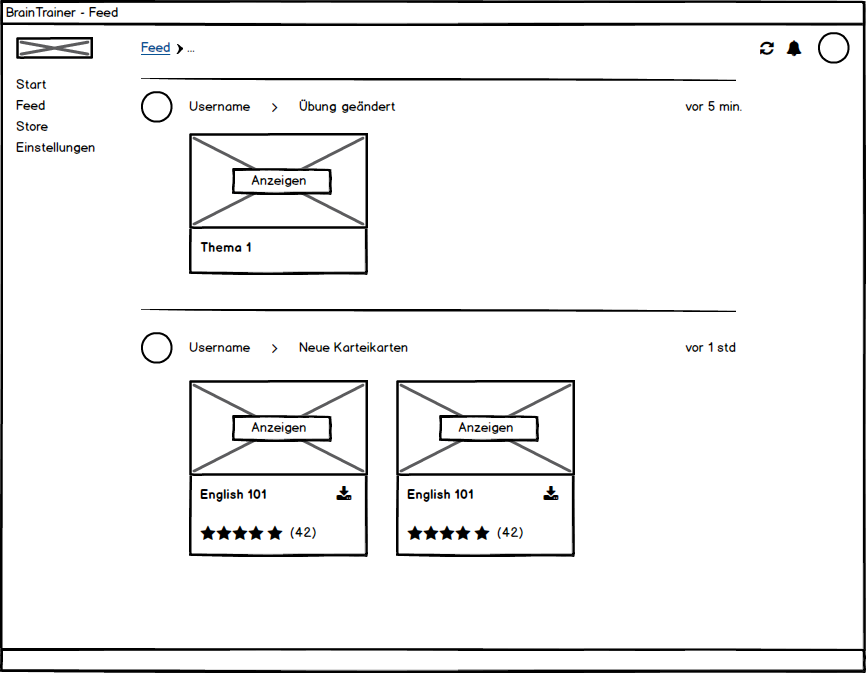 BrainTrainer - Feed
Feed ❯ ...
Start
Feed
Store
Einstellungen
Username > Übung geändert vor 5 min.
Anzeigen
Thema 1
Username > Neue Karteikarten vor 1 std
Anzeigen Anzeigen
English 101 English 101
★★★★★ (42) ★★★★★ (42)